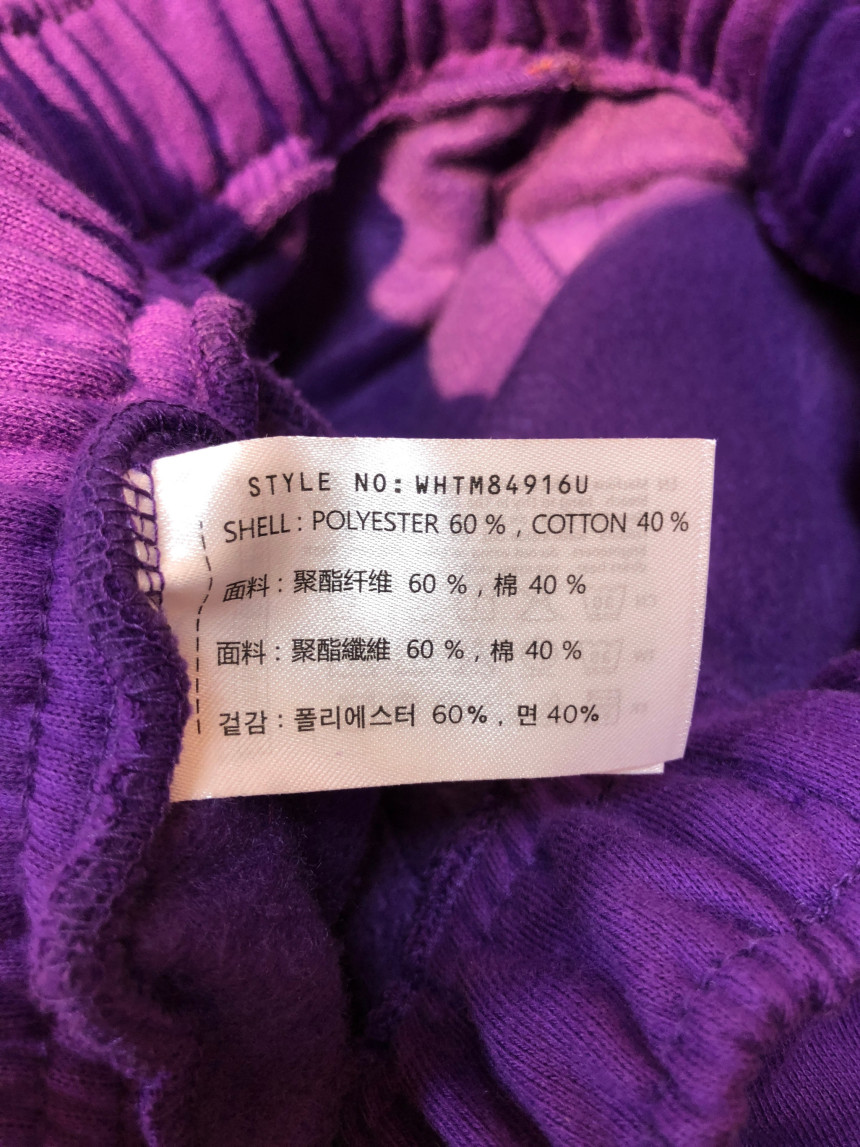 STYLE NO: WHTM84916U
SHELL : POLYESTER 60 % , COTTON 40 %
面料 : 聚酯纤维 60 % , 棉 40 %
面料 : 聚酯纖維 60 % , 棉 40 %
겉감 : 폴리에스터 60% , 면 40%